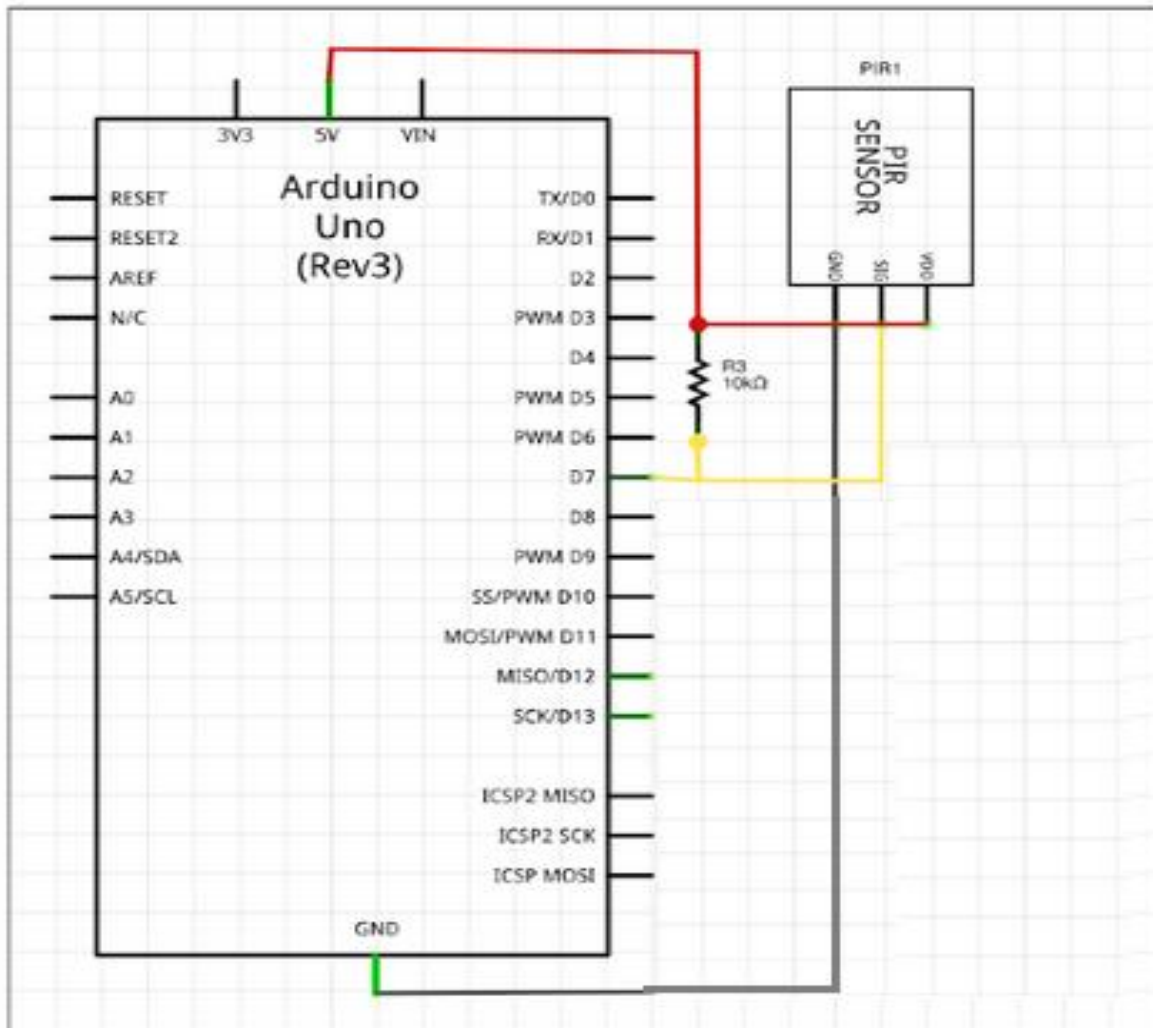 PIR1
3V3
5V
VIN
PIR
SENSOR
Arduino
Uno
(Rev3)
RESET
RESET2
AREF
N/C
A0
A1
A2
A3
A4/SDA
A5/SCL
TX/D0
RX/D1
D2
PWM D3
D4
PWM D5
PWM D6
D7
D8
PWM D9
SS/PWM D10
MOSI/PWM D11
MISO/D12
SCK/D13
ICSP2 MISO
ICSP2 SCK
ICSP MOSI
GND
GND
SIG
VDD
R3
10kΩ